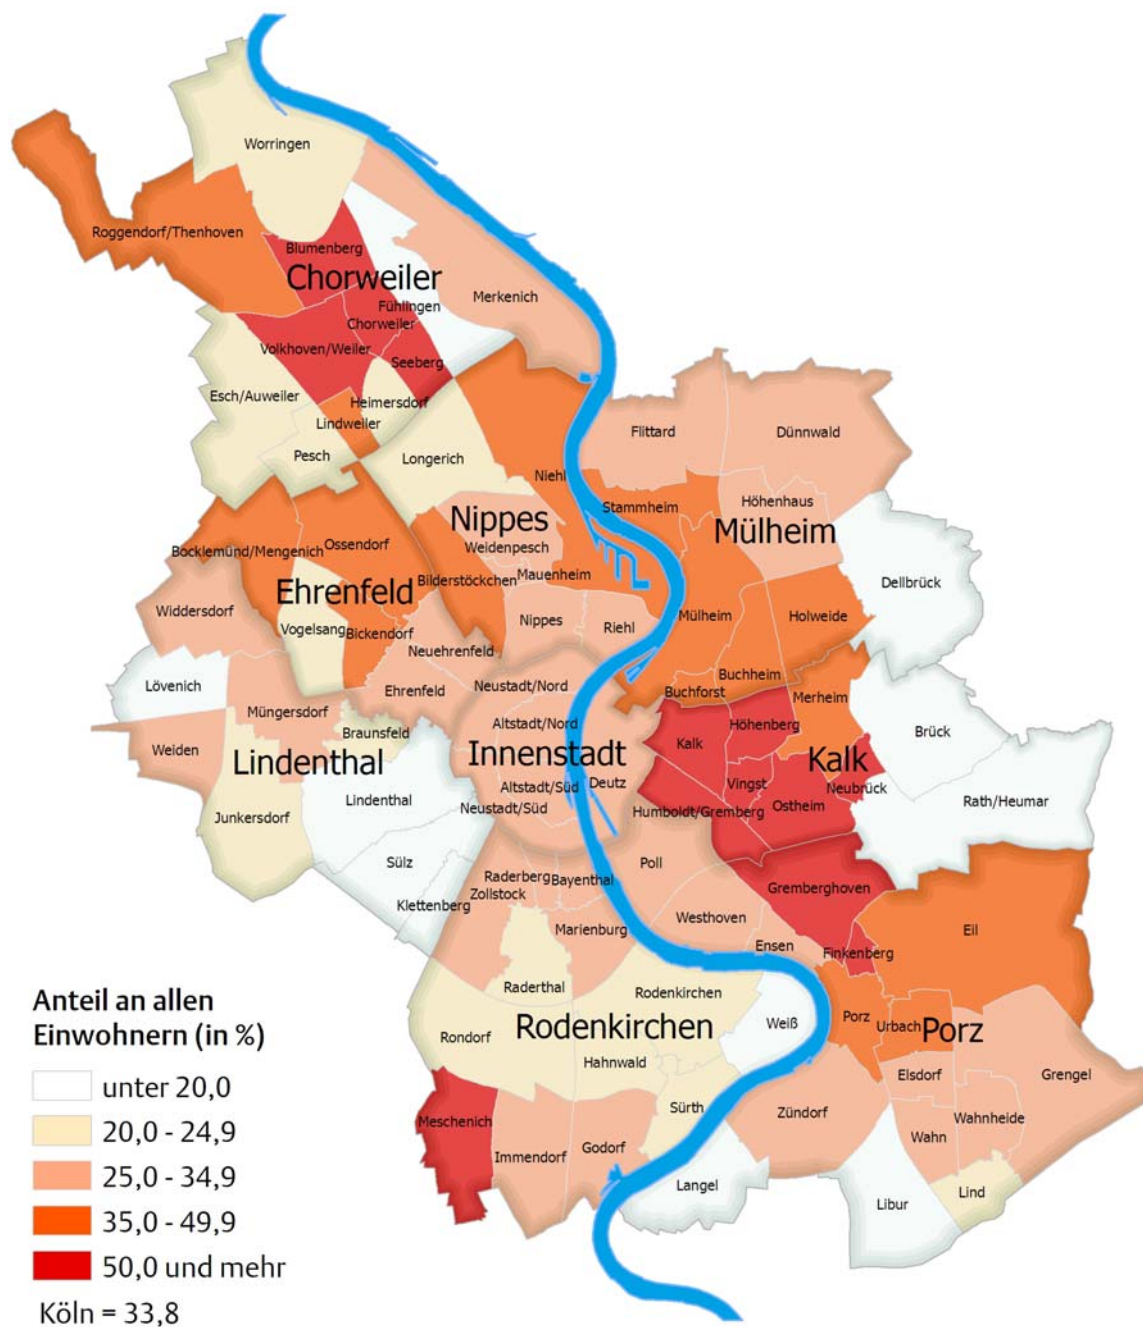 Worringen
Roggendorf/Thenhoven
Blumenberg
Chorweiler
Fühlingen
Merkenich
Chorweiler
Volkhoven/Weiler
Seeberg
Esch/Auweiler
Heimersdorf
Lindweiler
Pesch
Longerich
Flittard
Dünnwald
Niehl
Höhenhaus
Stammheim
Nippes
Mülheim
Ossendorf
Weidenpesch
Bocklemünd/Mengenich
Mauenheim
Bilderstöckchen
Dellbrück
Ehrenfeld
Widdersdorf
Nippes
Riehl
Mülheim
Holweide
Vogelsang
Bickendorf
Neuehrenfeld
Buchheim
Lövenich
Ehrenfeld
Neustadt/Nord
Buchforst
Merheim
Müngersdorf
Altstadt/Nord
Höhenberg
Braunsfeld
Brück
Weiden
Kalk
Lindenthal
Innenstadt
Kalk
Vingst
Deutz
Altstadt/Süd
Neubrück
Lindenthal
Neustadt/Süd
Humboldt/Gremberg
Ostheim
Rath/Heumar
Junkersdorf
Sülz
Poll
Raderberg
Bayenthal
Gremberghoven
Zollstock
Klettenberg
Westhoven
Marienburg
Eil
Ensen
Finkenberg
Raderthal
Rodenkirchen
Rodenkirchen
Weiß
Porz
Urbach
Porz
Rondorf
Hahnwald
Elsdorf
Grengel
Sürth
Zündorf
Meschenich
Wahnheide
Wahn
Immendorf
Godorf
Langel
Lind
Libur
Anteil an allen
Einwohnern (in %)
unter 20,0
20,0 - 24,9
25,0 - 34,9
35,0 - 49,9
50,0 und mehr
Köln = 33,8